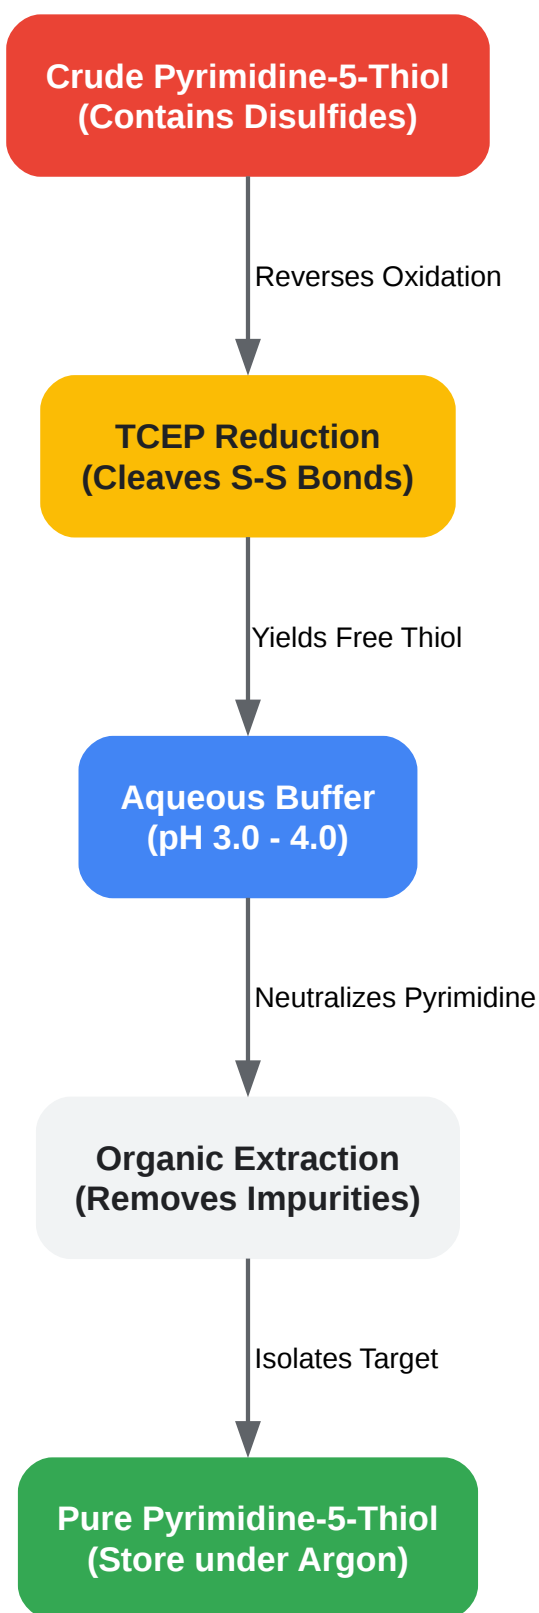 Crude Pyrimidine-5-Thiol
(Contains Disulfides)
Reverses Oxidation
TCEP Reduction
(Cleaves S-S Bonds)
Yields Free Thiol
Aqueous Buffer
(pH 3.0 - 4.0)
Neutralizes Pyrimidine
Organic Extraction
(Removes Impurities)
Isolates Target
Pure Pyrimidine-5-Thiol
(Store under Argon)